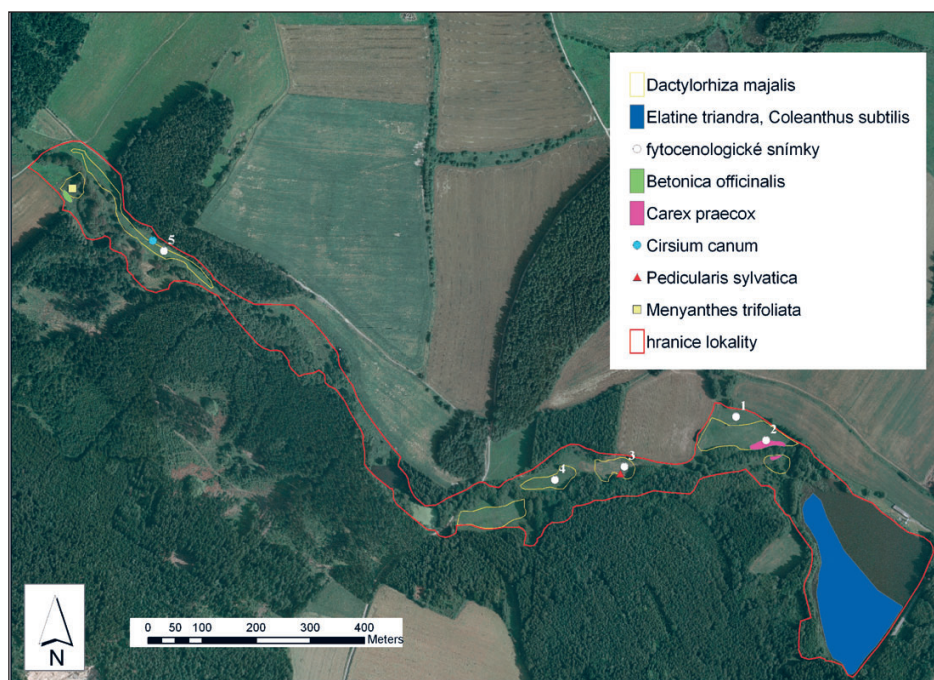 Dactylorhiza majalis
Elatine triandra, Coleanthus subtilis
fytocenologické snímky
Betonica officinalis
Carex praecox
Cirsium canum
Pedicularis sylvatica
Menyanthes trifoliata
hranice lokality
5
1
2
3
4
N
0 50 100 200 300 400
Meters